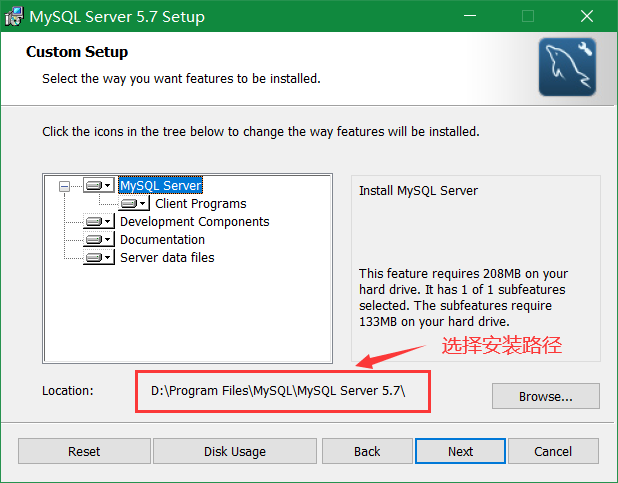 MySQL Server 5.7 Setup
Custom Setup
Select the way you want features to be installed.
Click the icons in the tree below to change the way features will be installed.
MySQL Server
Client Programs
Development Components
Documentation
Server data files
Install MySQL Server
This feature requires 208MB on your
hard drive. It has 1 of 1 subfeatures
selected. The subfeatures require
133MB on your hard drive.
选择安装路径
Location:
D:\Program Files\MySQL\MySQL Server 5.7\
Browse...
Reset
Disk Usage
Back
Next
Cancel